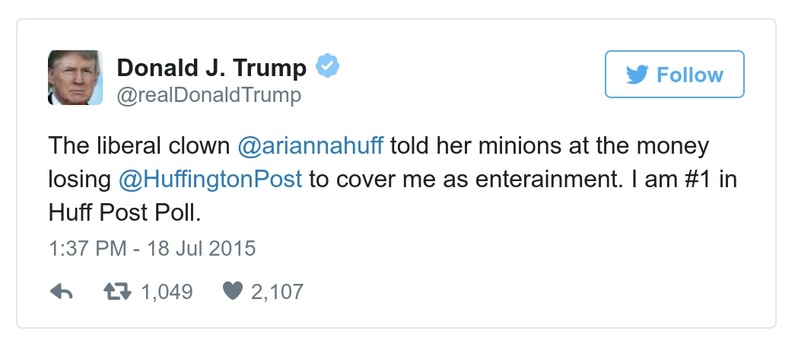 Donald J. Trump
@realDonaldTrump
Follow
The liberal clown @ariannahuff told her minions at the money
losing @HuffingtonPost to cover me as enterainment. I am #1 in
Huff Post Poll.
1:37 PM - 18 Jul 2015
1,049 2,107